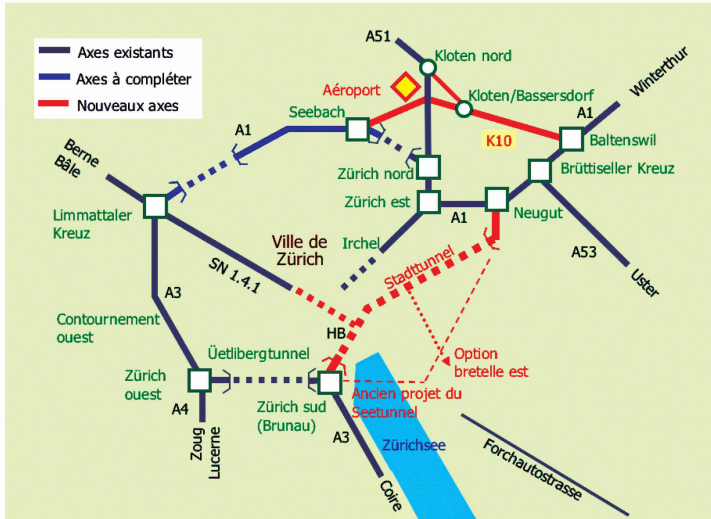 Axes existants
Axes à compléter
Nouveaux axes
A51
Kloten nord
Aéroport
Kloten/Bassersdorf
Winterthur
Seebach
A1
A1
K10
Baltenswil
Berne
Bâle
Zürich nord
Brüttiseller Kreuz
Zürich est
Limmattaler
Kreuz
A1
Neugut
Ville de
Zürich
Irchel
A53
SN 1.4.1
Stadttunnel
Uster
A3
Contournement
ouest
HB
Üetlibergtunnel
Option
bretelle est
Zürich
ouest
Ancien projet du
Seetunnel
A4
Zürich sud
(Brunau)
A3
Zoug
Lucerne
Zürichsee
Forchautostrasse
Coire